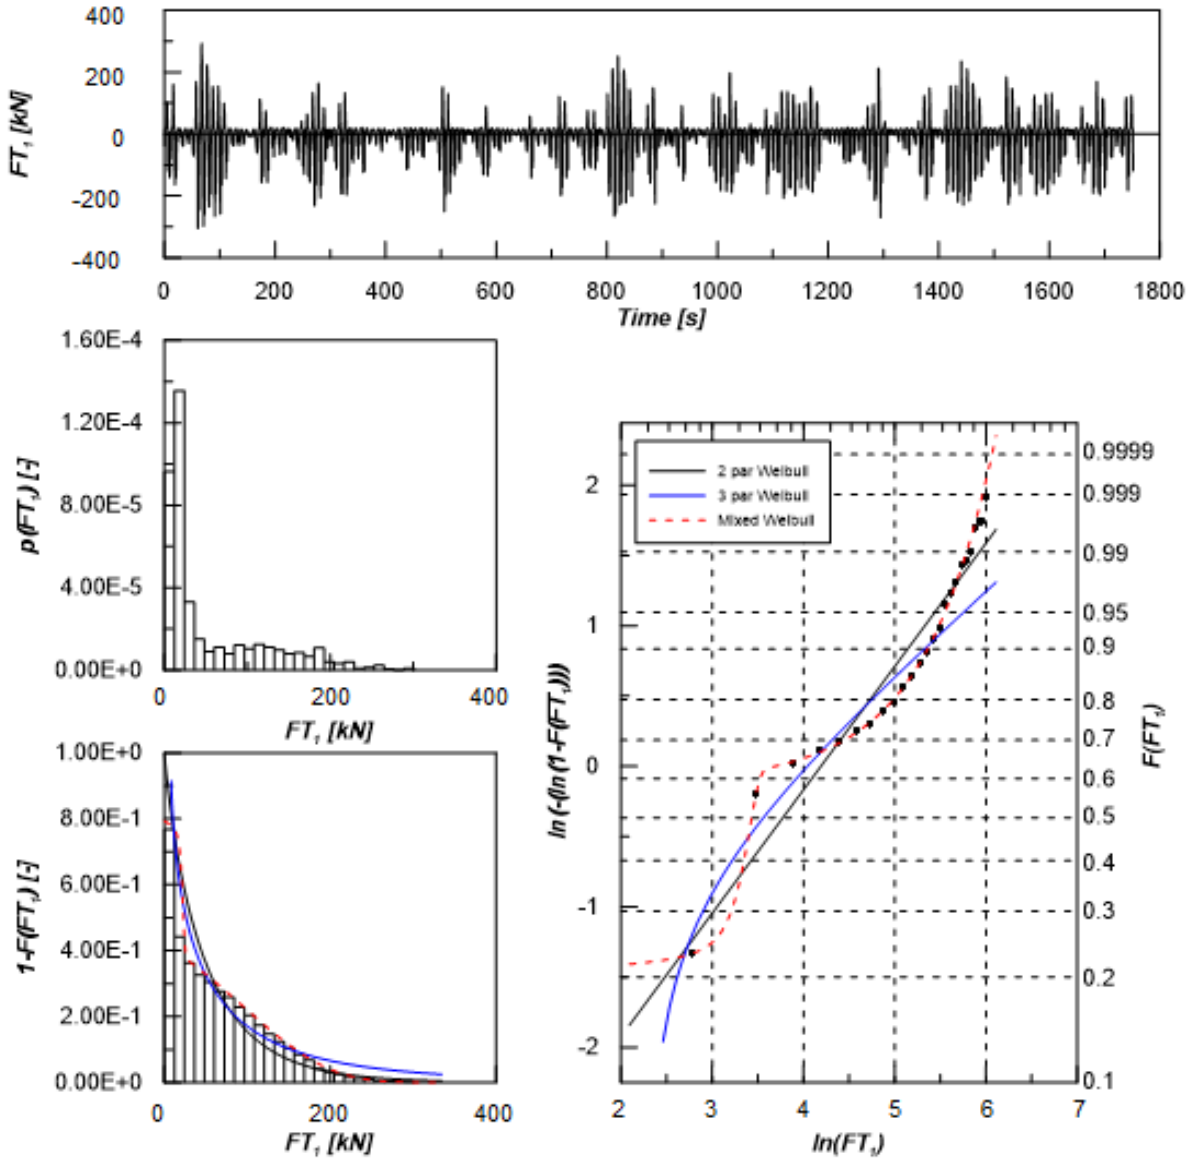 400
200
0
-200
-400
FT₁ [kN]
0 200 400 600 800 1000 1200 1400 1600 1800
Time [s]
1.60E-4
1.20E-4
8.00E-5
4.00E-5
0.00E+0
p(FT₁) [-]
0 200 400
FT₁ [kN]
1.00E+0
8.00E-1
6.00E-1
4.00E-1
2.00E-1
0.00E+0
1-F(FT₁) [-]
0 200 400
FT₁ [kN]
2 par Weibull
3 par Weibull
Mixed Weibull
2
1
0
-1
-2
ln(-(ln(1-F(FT₁)))
0.9999
0.999
0.99
0.95
0.9
0.8
0.7
0.6
0.5
0.4
0.3
0.2
0.1
F(FT₁)
2 3 4 5 6 7
ln(FT₁)